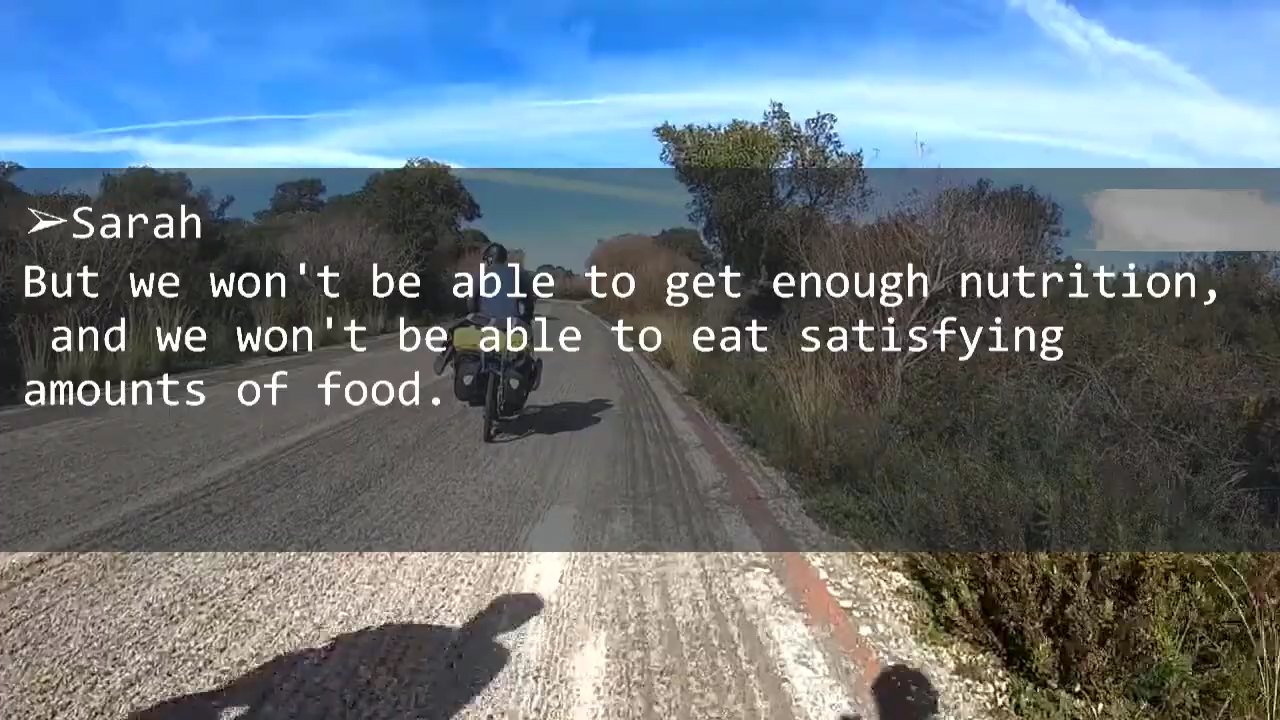 ➢Sarah
But we won't be able to get enough nutrition,
and we won't be able to eat satisfying
amounts of food.